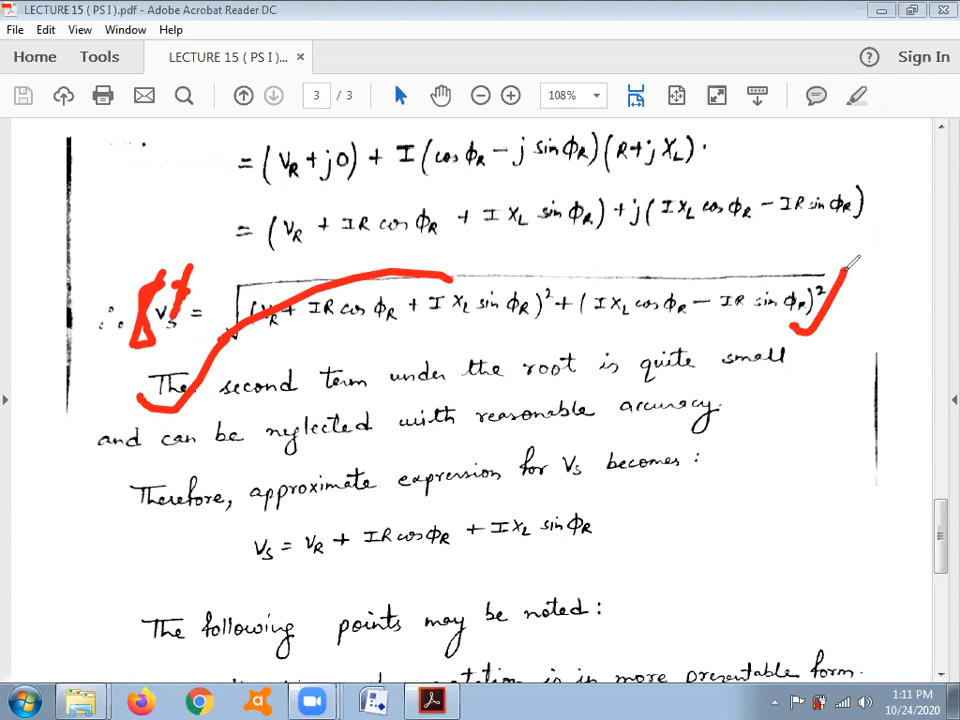 LECTURE 15 ( PS I ).pdf - Adobe Acrobat Reader DC
File Edit View Window Help
Home Tools LECTURE 15 ( PS I )... × Sign In
3 / 3 108%
= (V_R + j0) + I (cos φ_R − j sin φ_R) (R + j X_L).
= (V_R + IR cos φ_R + I X_L sin φ_R) + j (I X_L cos φ_R − IR sin φ_R)
∴ V_S = √((V_R + IR cos φ_R + I X_L sin φ_R)² + (I X_L cos φ_R − IR sin φ_R)²)
The second term under the root is quite small
and can be neglected with reasonable accuracy.
Therefore, approximate expression for V_S becomes :
V_S = V_R + IR cos φ_R + I X_L sin φ_R
The following points may be noted :
is in more presentable form.
1:11 PM
10/24/2020